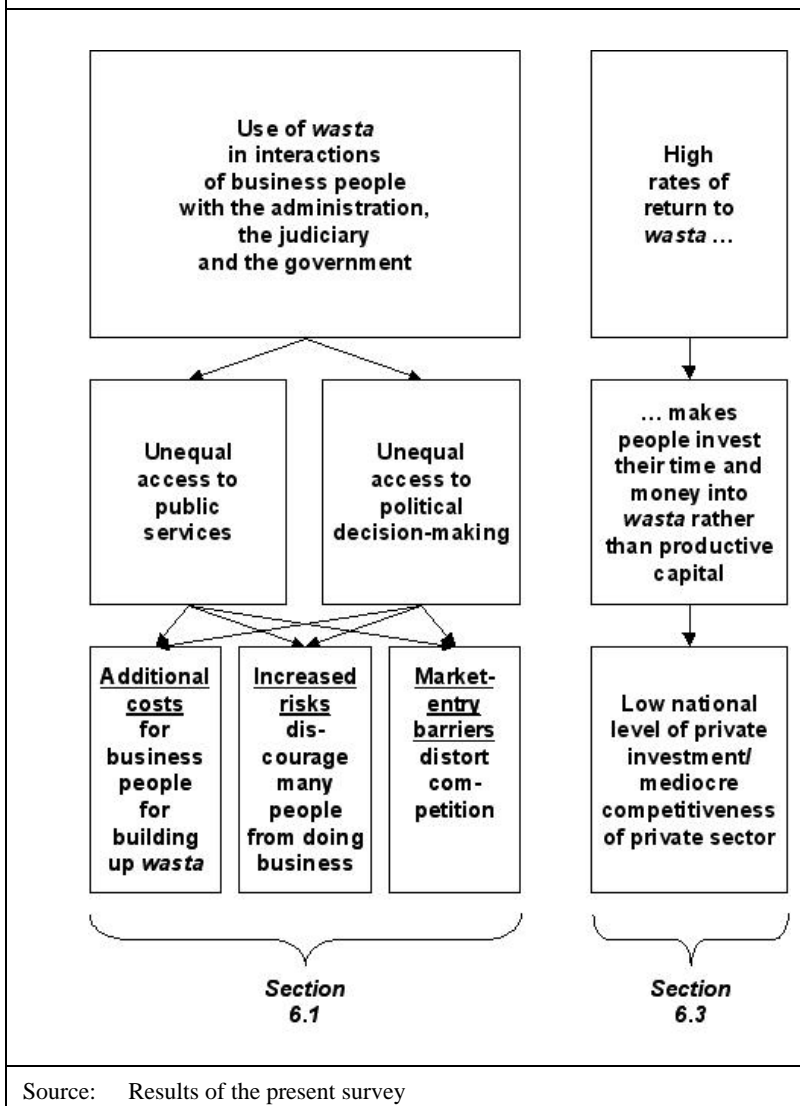 Use of wasta
in interactions
of business people
with the administration,
the judiciary
and the government
High
rates of
return to
wasta ...
Unequal
access to
public
services
Unequal
access to
political
decision-making
... makes
people invest
their time and
money into
wasta rather
than productive
capital
Additional
costs
for
business
people
for
building
up wasta
Increased
risks
dis-
courage
many
people
from doing
business
Market-
entry
barriers
distort
com-
petition
Low national
level of private
investment/
mediocre
competitiveness
of private sector
Section
6.1
Section
6.3
Source: Results of the present survey